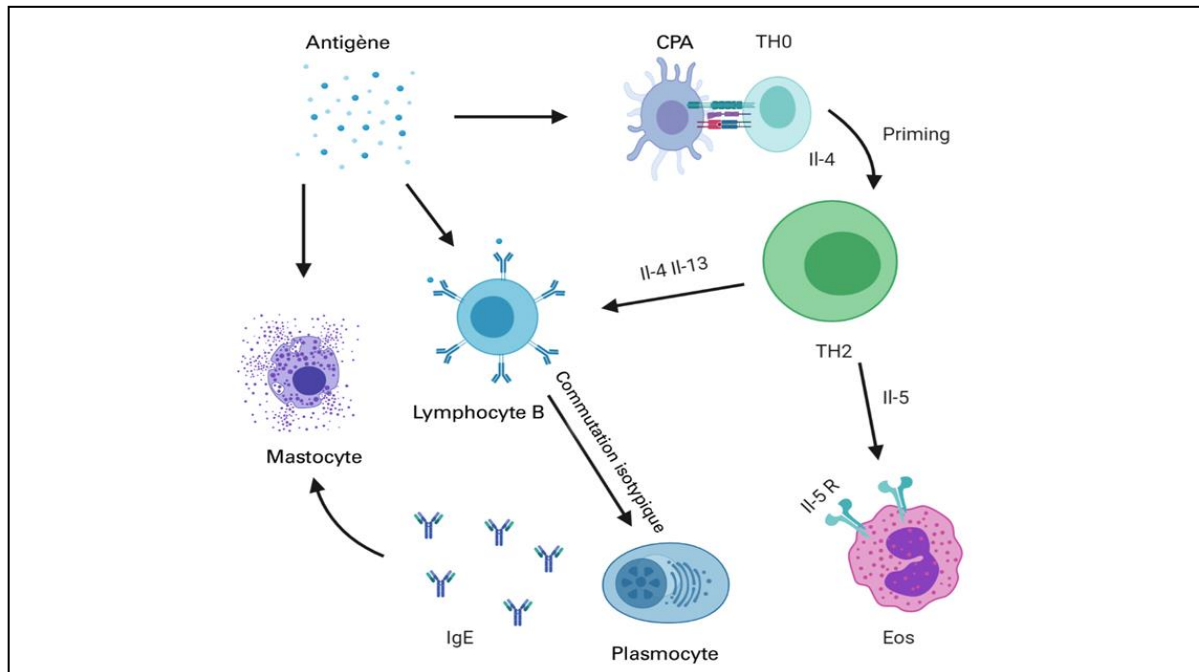 Antigène
CPA
TH0
Priming
Il-4
Il-4 Il-13
TH2
Il-5
Lymphocyte B
Commutation isotypique
Mastocyte
Il-5 R
IgE
Plasmocyte
Eos